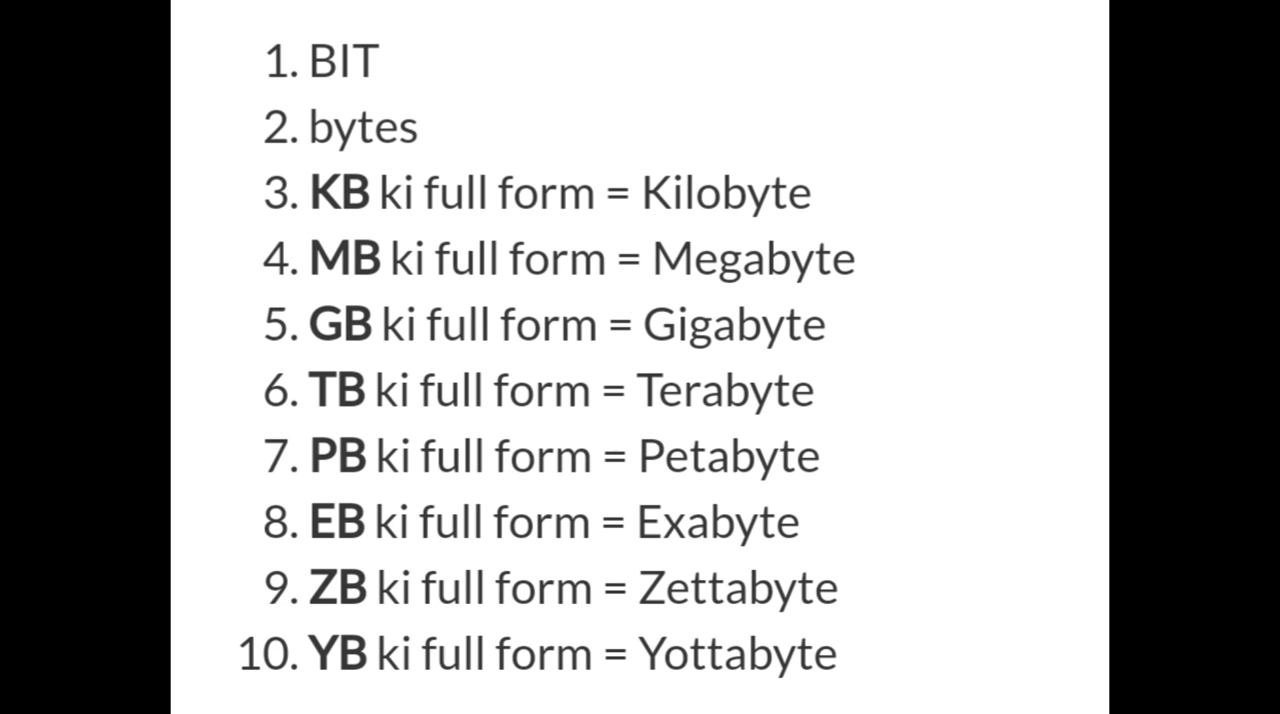 1. BIT
2. bytes
3. KB ki full form = Kilobyte
4. MB ki full form = Megabyte
5. GB ki full form = Gigabyte
6. TB ki full form = Terabyte
7. PB ki full form = Petabyte
8. EB ki full form = Exabyte
9. ZB ki full form = Zettabyte
10. YB ki full form = Yottabyte